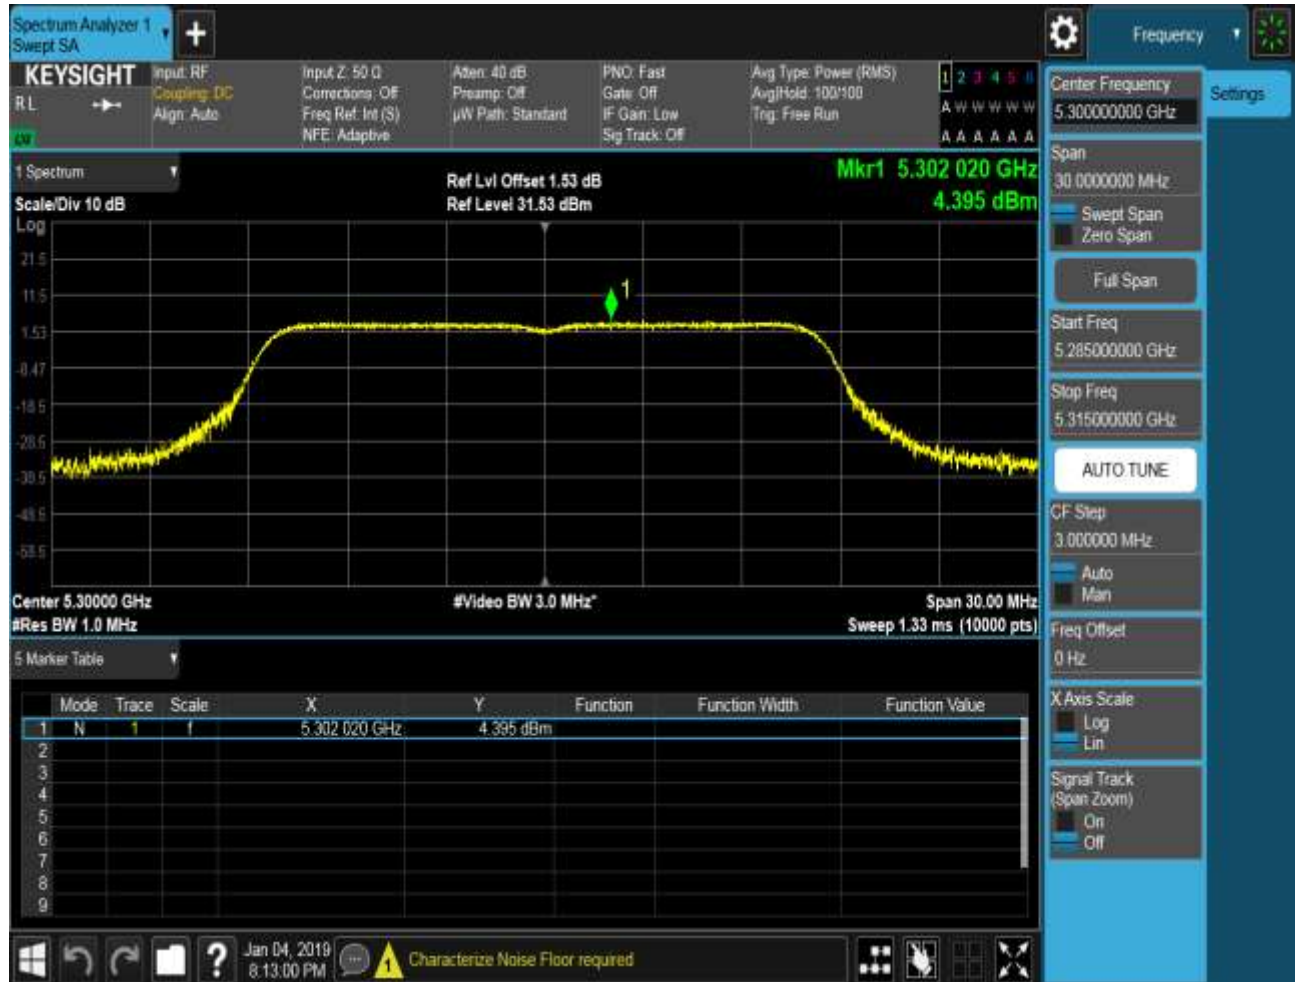 Spectrum Analyzer 1
Swept SA
Frequency
KEYSIGHT
R L
Input: RF
Coupling: DC
Align: Auto
Input Z: 50 Ω
Corrections: Off
Freq Ref: Int (S)
NFE: Adaptive
Atten: 40 dB
Preamp: Off
µW Path: Standard
PNO: Fast
Gate: Off
IF Gain: Low
Sig Track: Off
Avg Type: Power (RMS)
Avg|Hold: 100/100
Trig: Free Run
1 2 3 4 5 6
A W W W W W
A A A A A A
1 Spectrum
Scale/Div 10 dB
Ref Lvl Offset 1.53 dB
Ref Level 31.53 dBm
Mkr1 5.302 020 GHz
4.395 dBm
Log
21.5
11.5
1.53
-8.47
-18.5
-28.5
-38.5
-48.5
-58.5
1
Center 5.30000 GHz
#Res BW 1.0 MHz
#Video BW 3.0 MHz*
Span 30.00 MHz
Sweep 1.33 ms (10000 pts)
5 Marker Table
Mode Trace Scale X Y Function Function Width Function Value
1 N 1 f 5.302 020 GHz 4.395 dBm
2
3
4
5
6
7
8
9
Jan 04, 2019
8:13:00 PM
Characterize Noise Floor required
Center Frequency
5.300000000 GHz
Settings
Span
30.0000000 MHz
Swept Span
Zero Span
Full Span
Start Freq
5.285000000 GHz
Stop Freq
5.315000000 GHz
AUTO TUNE
CF Step
3.000000 MHz
Auto
Man
Freq Offset
0 Hz
X Axis Scale
Log
Lin
Signal Track
(Span Zoom)
On
Off